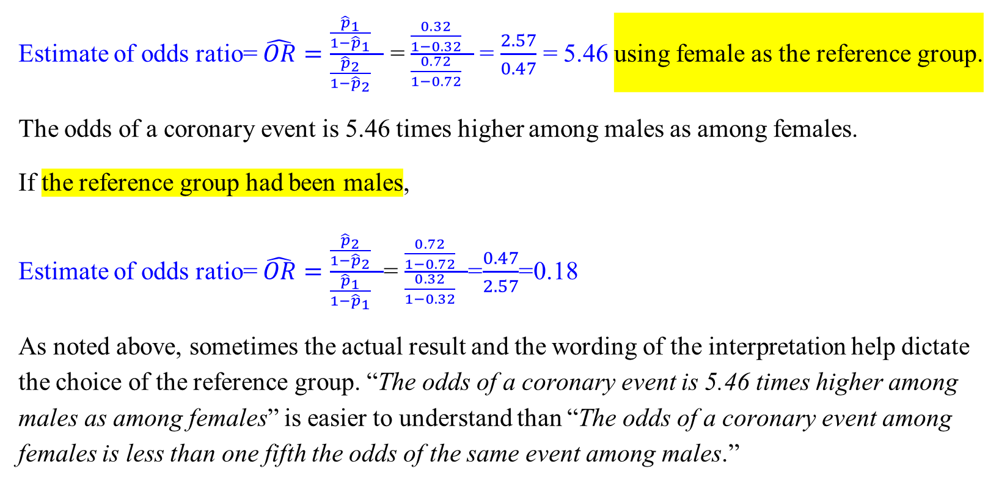 Estimate of odds ratio= \widehat{OR} = \frac{\frac{\hat{p}_1}{1-\hat{p}_1}}{\frac{\hat{p}_2}{1-\hat{p}_2}} = \frac{\frac{0.32}{1-0.32}}{\frac{0.72}{1-0.72}} = \frac{2.57}{0.47} = 5.46 using female as the reference group.
The odds of a coronary event is 5.46 times higher among males as among females.
If the reference group had been males,
Estimate of odds ratio= \widehat{OR} = \frac{\frac{\hat{p}_2}{1-\hat{p}_2}}{\frac{\hat{p}_1}{1-\hat{p}_1}} = \frac{\frac{0.72}{1-0.72}}{\frac{0.32}{1-0.32}} = \frac{0.47}{2.57} =0.18
As noted above, sometimes the actual result and the wording of the interpretation help dictate
the choice of the reference group. “The odds of a coronary event is 5.46 times higher among
males as among females” is easier to understand than “The odds of a coronary event among
females is less than one fifth the odds of the same event among males.”